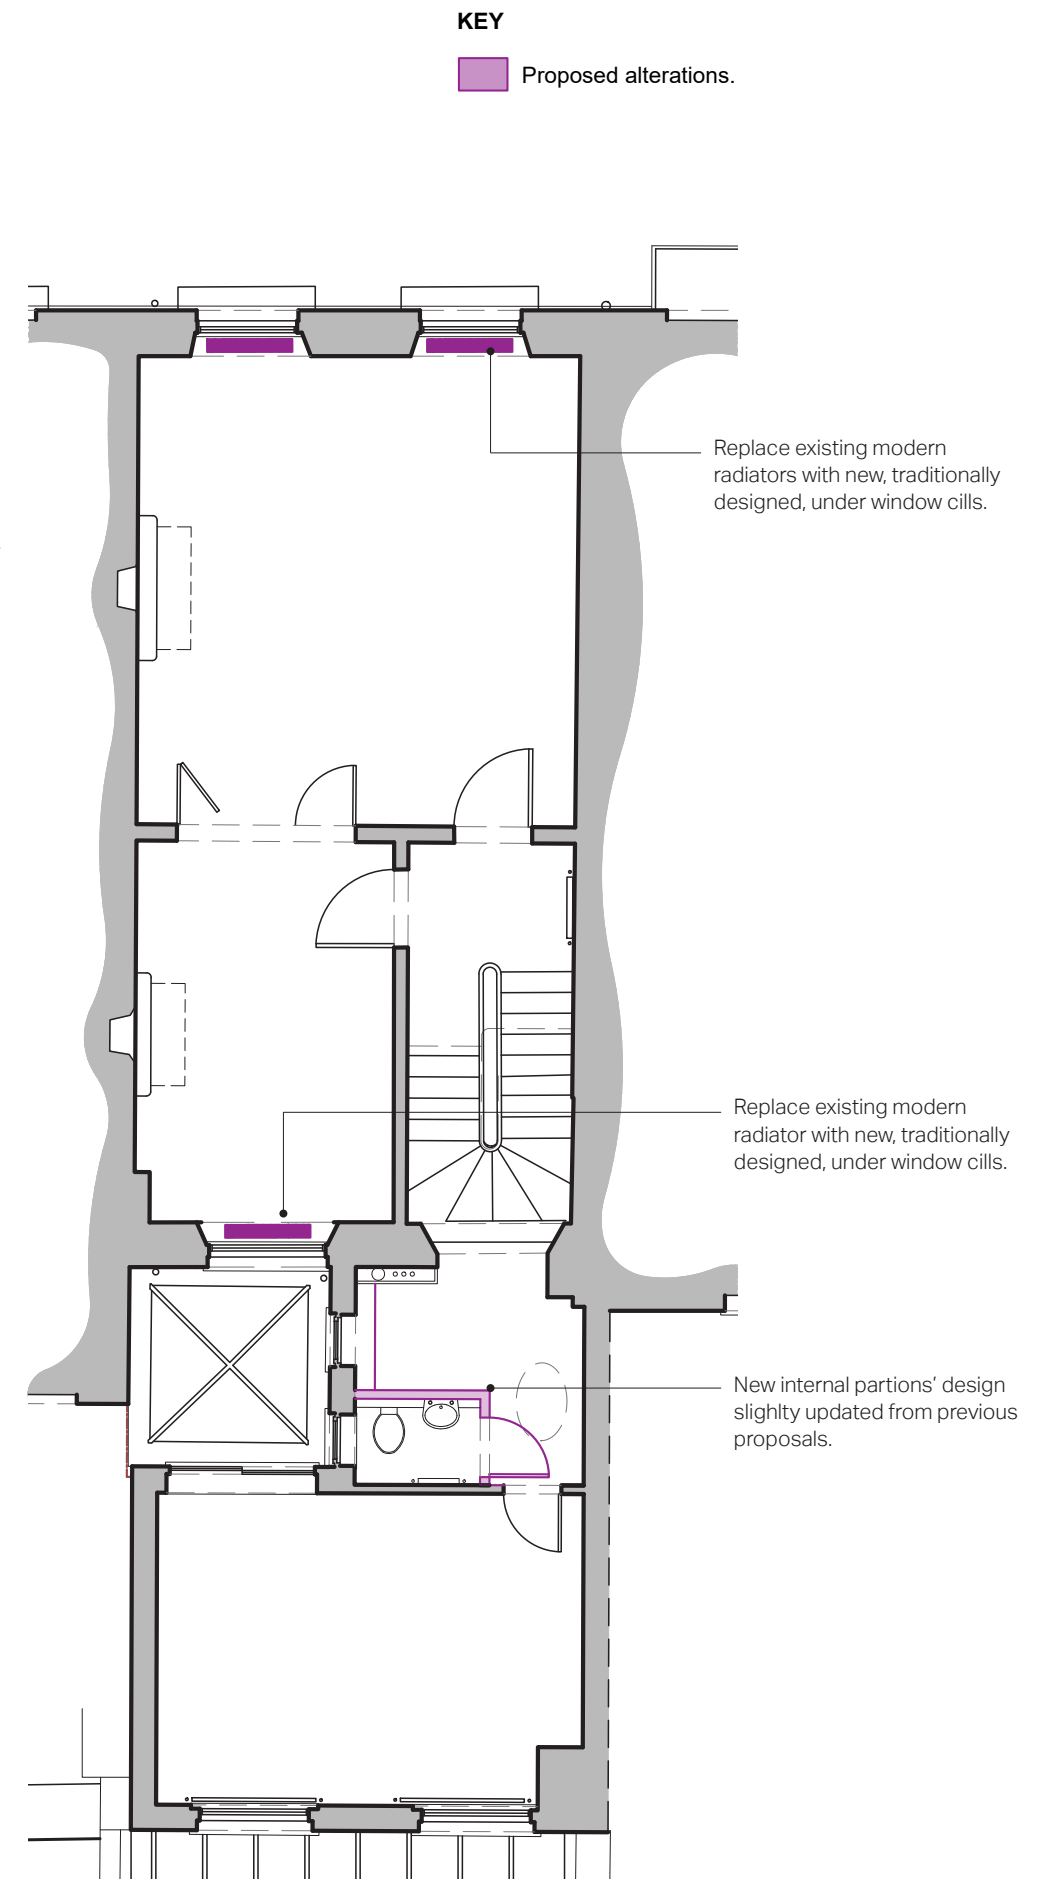 KEY
Proposed alterations.
Replace existing modern
radiators with new, traditionally
designed, under window cills.
Replace existing modern
radiator with new, traditionally
designed, under window cills.
New internal partions' design
slighlty updated from previous
proposals.